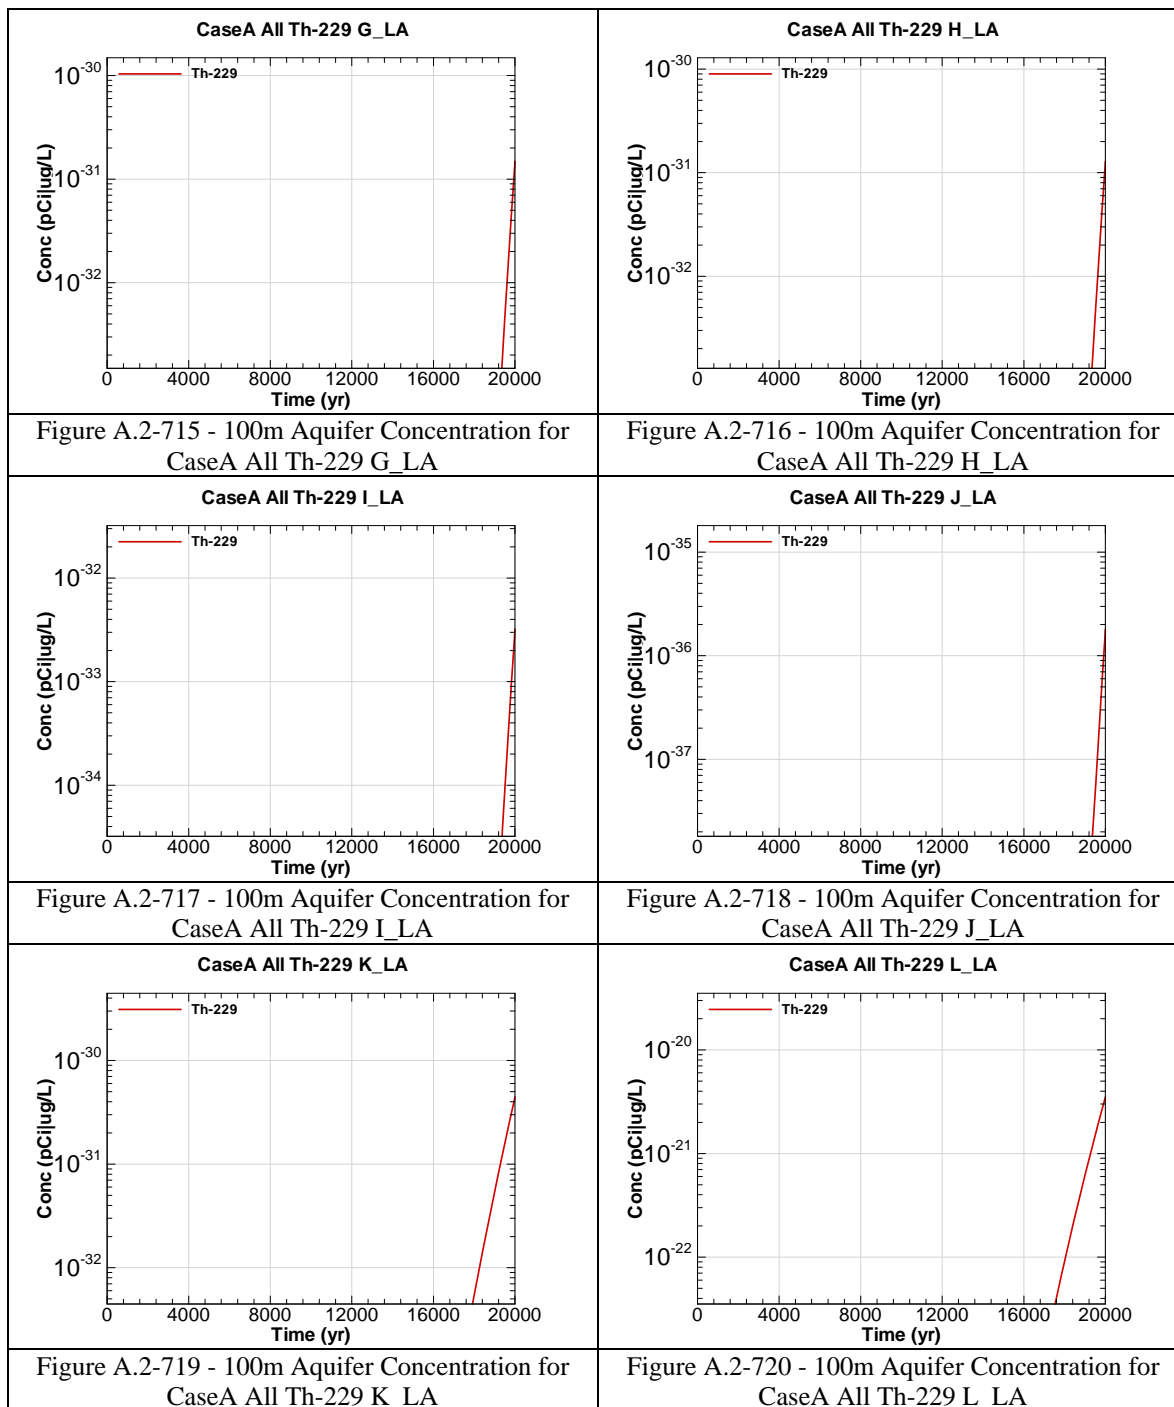 CaseA All Th-229 G_LA
Th-229
10-30
10-31
10-32
Conc (pCi|ug/L)
0 4000 8000 12000 16000 20000
Time (yr)
Figure A.2-715 - 100m Aquifer Concentration for
CaseA All Th-229 G_LA
CaseA All Th-229 H_LA
Th-229
10-30
10-31
10-32
Conc (pCi|ug/L)
0 4000 8000 12000 16000 20000
Time (yr)
Figure A.2-716 - 100m Aquifer Concentration for
CaseA All Th-229 H_LA
CaseA All Th-229 I_LA
Th-229
10-32
10-33
10-34
Conc (pCi|ug/L)
0 4000 8000 12000 16000 20000
Time (yr)
Figure A.2-717 - 100m Aquifer Concentration for
CaseA All Th-229 I_LA
CaseA All Th-229 J_LA
Th-229
10-35
10-36
10-37
Conc (pCi|ug/L)
0 4000 8000 12000 16000 20000
Time (yr)
Figure A.2-718 - 100m Aquifer Concentration for
CaseA All Th-229 J_LA
CaseA All Th-229 K_LA
Th-229
10-30
10-31
10-32
Conc (pCi|ug/L)
0 4000 8000 12000 16000 20000
Time (yr)
Figure A.2-719 - 100m Aquifer Concentration for
CaseA All Th-229 K_LA
CaseA All Th-229 L_LA
Th-229
10-20
10-21
10-22
Conc (pCi|ug/L)
0 4000 8000 12000 16000 20000
Time (yr)
Figure A.2-720 - 100m Aquifer Concentration for
CaseA All Th-229 L_LA